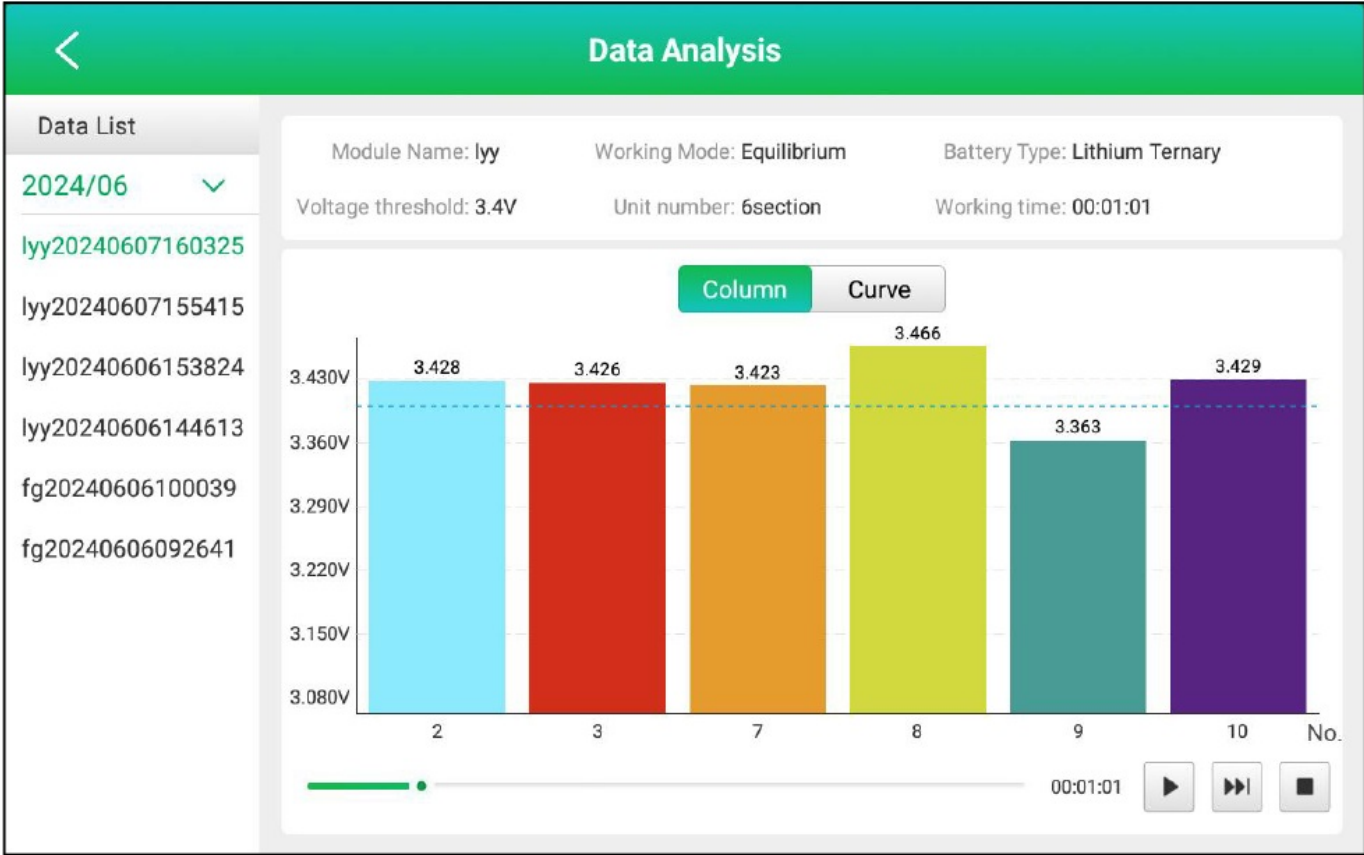 Data Analysis
Data List
2024/06
lyy20240607160325
lyy20240607155415
lyy20240606153824
lyy20240606144613
fg20240606100039
fg20240606092641
Module Name: lyy Working Mode: Equilibrium Battery Type: Lithium Ternary
Voltage threshold: 3.4V Unit number: 6section Working time: 00:01:01
Column Curve
3.466
3.428 3.426 3.423 3.429
3.363
3.430V
3.360V
3.290V
3.220V
3.150V
3.080V
2 3 7 8 9 10 No.
00:01:01